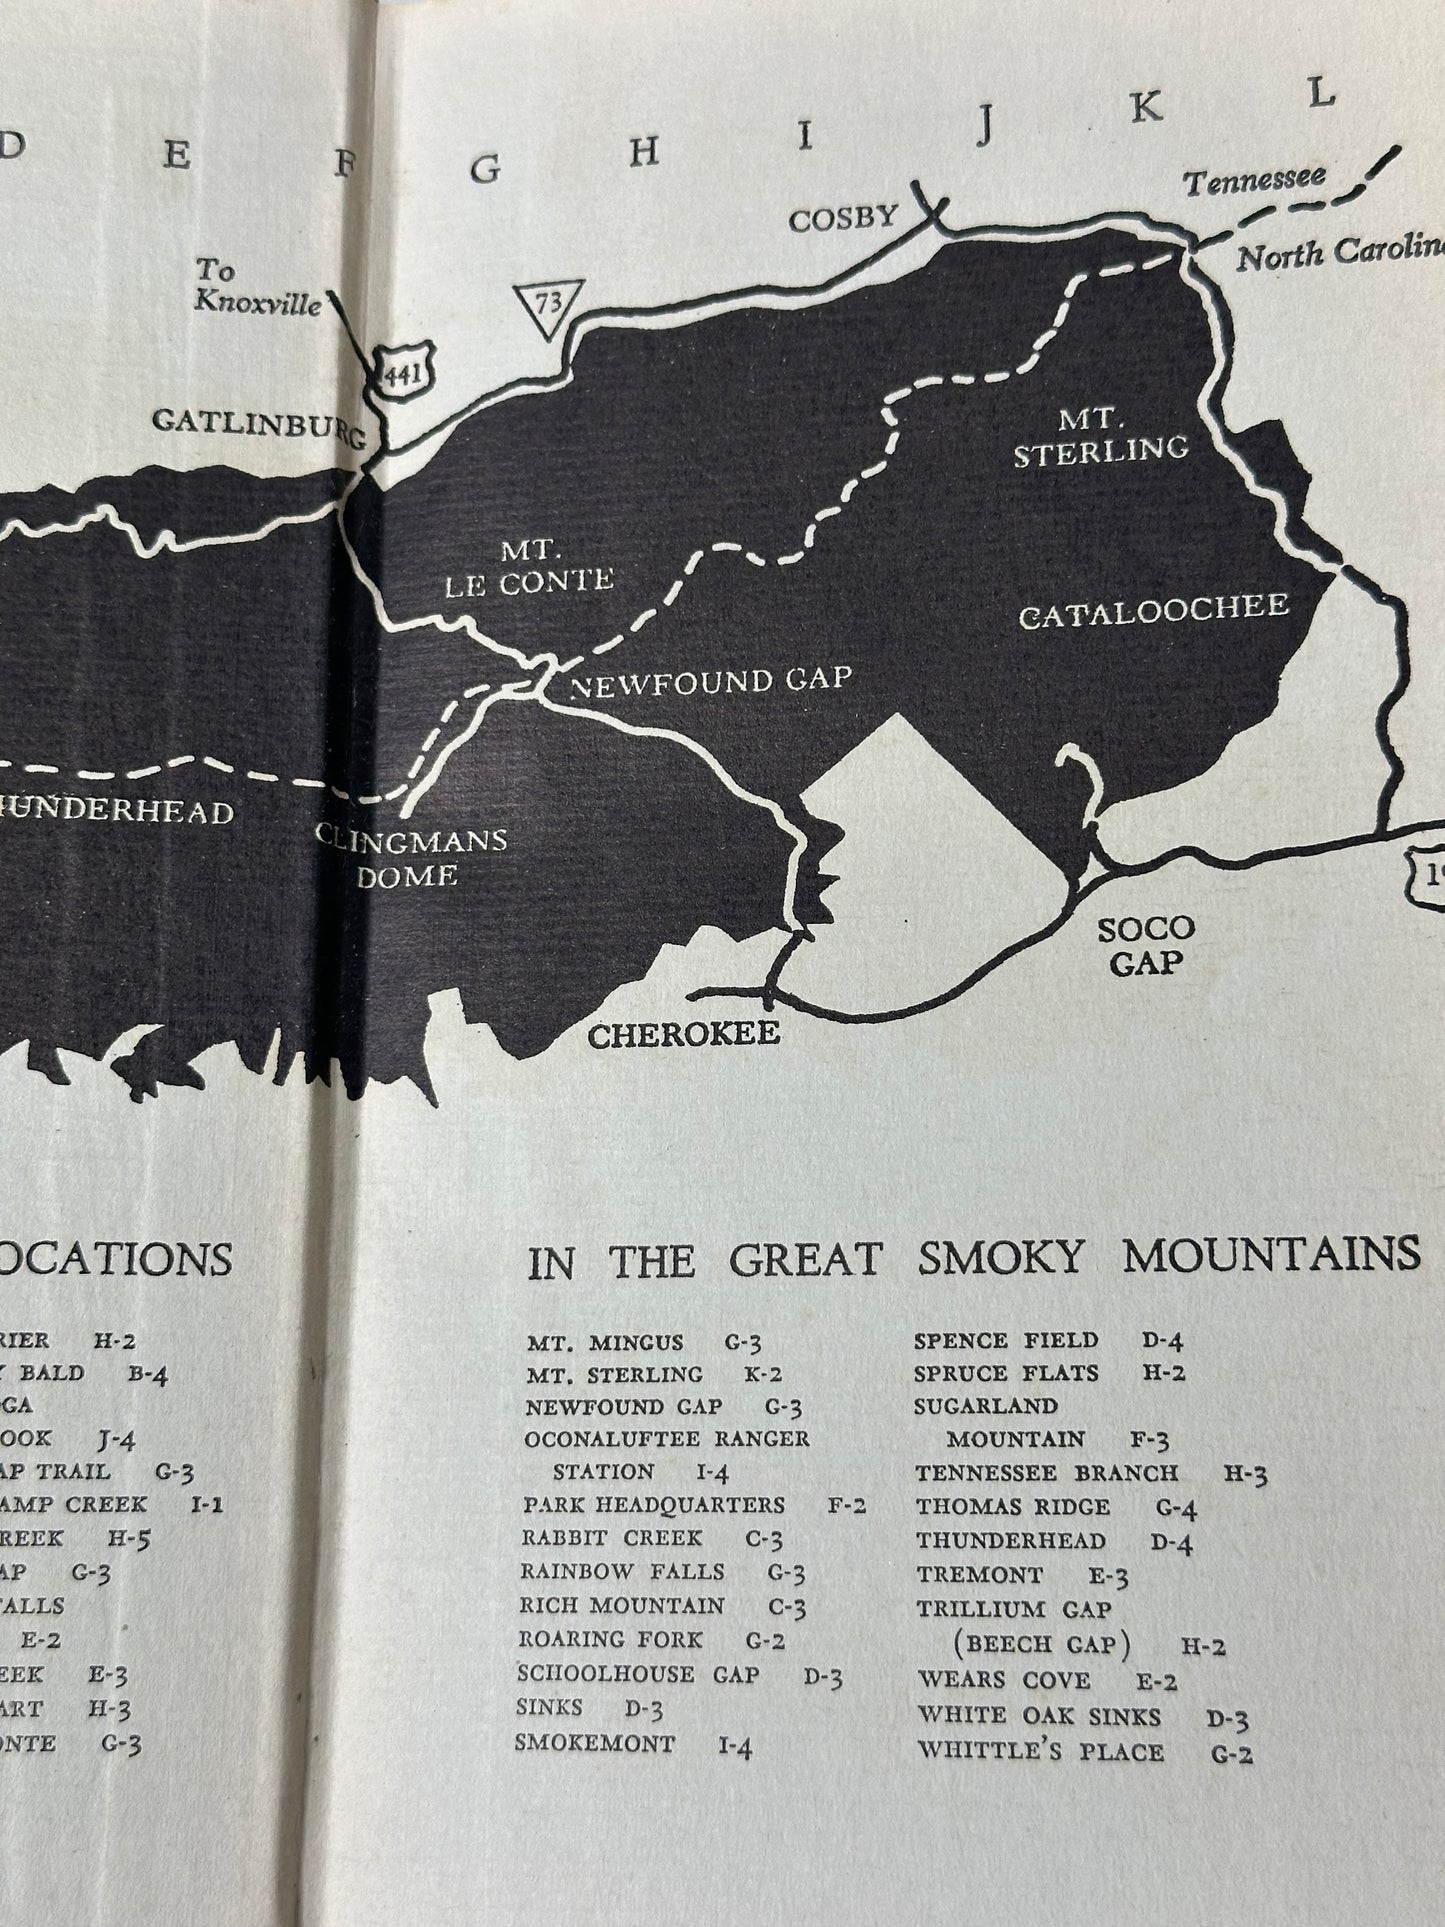 D E F G H I J K L
Tennessee
COSBY
North Carolina
To
Knoxville
73
441
GATLINBURG
MT.
STERLING
MT.
LE CONTE
CATALOOCHEE
NEWFOUND GAP
HUNDERHEAD
CLINGMANS
DOME
19
SOCO
GAP
CHEROKEE
OCATIONS
IN THE GREAT SMOKY MOUNTAINS
RIER H-2
Y BALD B-4
OGA
OOK J-4
AP TRAIL G-3
AMP CREEK I-1
REEK H-5
AP G-3
FALLS
E-2
EEK E-3
ART H-3
ONTE G-3
MT. MINGUS G-3
MT. STERLING K-2
NEWFOUND GAP G-3
OCONALUFTEE RANGER
STATION I-4
PARK HEADQUARTERS F-2
RABBIT CREEK C-3
RAINBOW FALLS G-3
RICH MOUNTAIN C-3
ROARING FORK G-2
SCHOOLHOUSE GAP D-3
SINKS D-3
SMOKEMONT I-4
SPENCE FIELD D-4
SPRUCE FLATS H-2
SUGARLAND
MOUNTAIN F-3
TENNESSEE BRANCH H-3
THOMAS RIDGE G-4
THUNDERHEAD D-4
TREMONT E-3
TRILLIUM GAP
(BEECH GAP) H-2
WEARS COVE E-2
WHITE OAK SINKS D-3
WHITTLE'S PLACE G-2